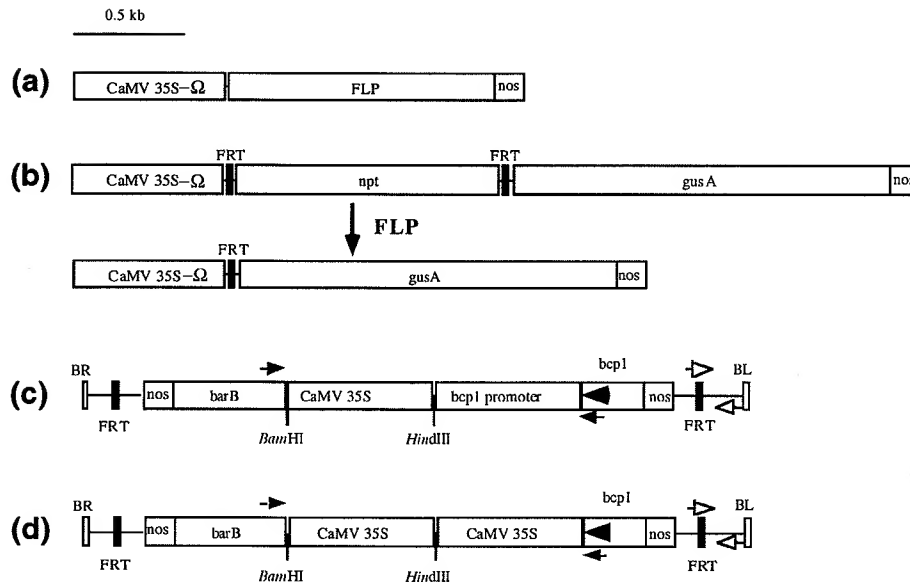 0.5 kb
(a)
CaMV 35S–Ω FLP nos
FRT FRT
(b)
CaMV 35S–Ω npt gus A nos
FLP
FRT
CaMV 35S–Ω gusA nos
(c)
BR bcp1 BL
nos barB CaMV 35S bcp1 promoter nos
FRT BamHI HindIII FRT
(d)
BR bcpI BL
nos barB CaMV 35S CaMV 35S nos
FRT BamHI HindIII FRT